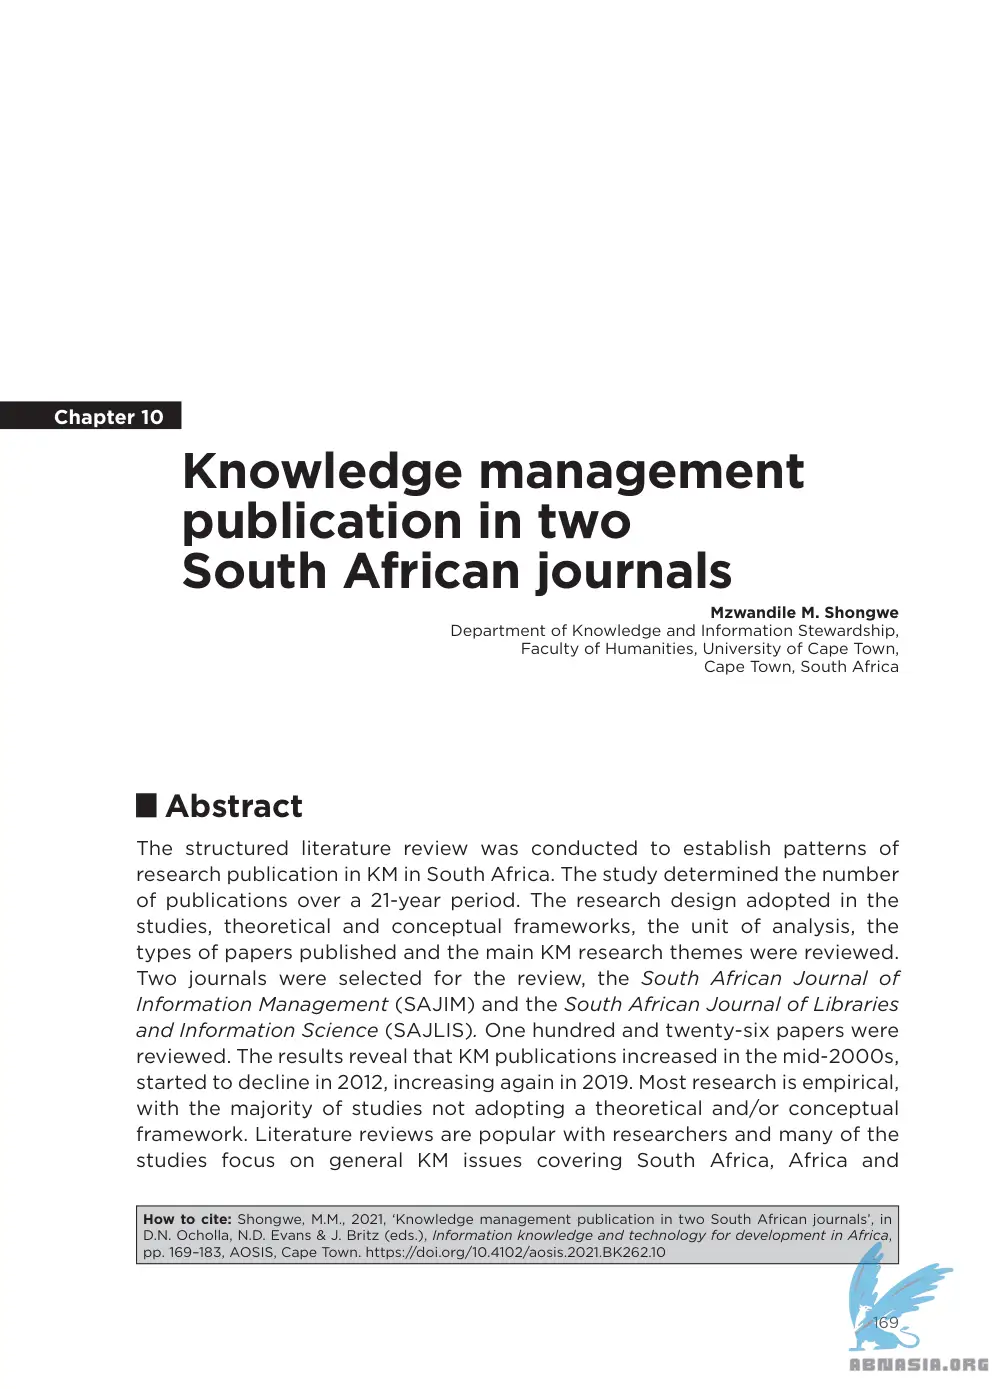 Chapter 10
Knowledge management
publication in two
South African journals
Mzwandile M. Shongwe
Department of Knowledge and Information Stewardship,
Faculty of Humanities, University of Cape Town,
Cape Town, South Africa
Abstract
The structured literature review was conducted to establish patterns of
research publication in KM in South Africa. The study determined the number
of publications over a 21-year period. The research design adopted in the
studies, theoretical and conceptual frameworks, the unit of analysis, the
types of papers published and the main KM research themes were reviewed.
Two journals were selected for the review, the South African Journal of
Information Management (SAJIM) and the South African Journal of Libraries
and Information Science (SAJLIS). One hundred and twenty-six papers were
reviewed. The results reveal that KM publications increased in the mid-2000s,
started to decline in 2012, increasing again in 2019. Most research is empirical,
with the majority of studies not adopting a theoretical and/or conceptual
framework. Literature reviews are popular with researchers and many of the
studies focus on general KM issues covering South Africa, Africa and
How to cite: Shongwe, M.M., 2021, ‘Knowledge management publication in two South African journals’, in
D.N. Ocholla, N.D. Evans & J. Britz (eds.), Information knowledge and technology for development in Africa,
pp. 169–183, AOSIS, Cape Town. https://doi.org/10.4102/aosis.2021.BK262.10
169
ABNASIA.ORG